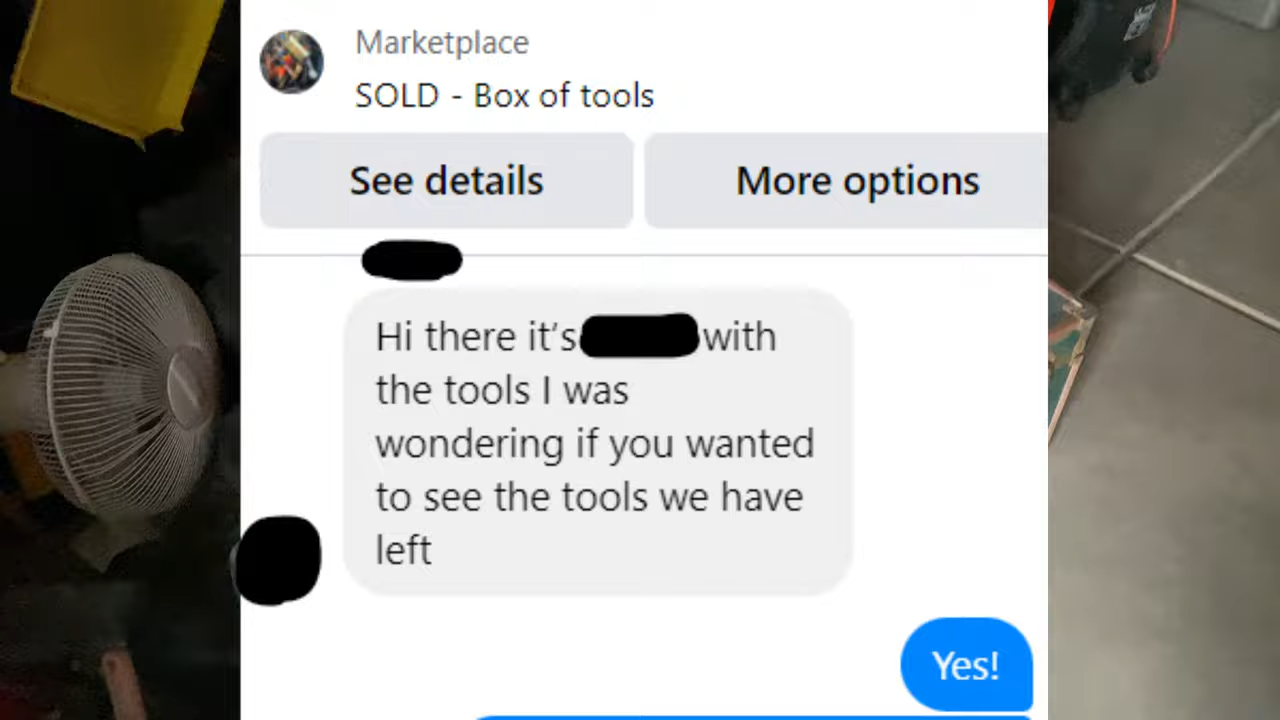 Marketplace
SOLD - Box of tools
See details
More options
Hi there it's with
the tools I was
wondering if you wanted
to see the tools we have
left
Yes!